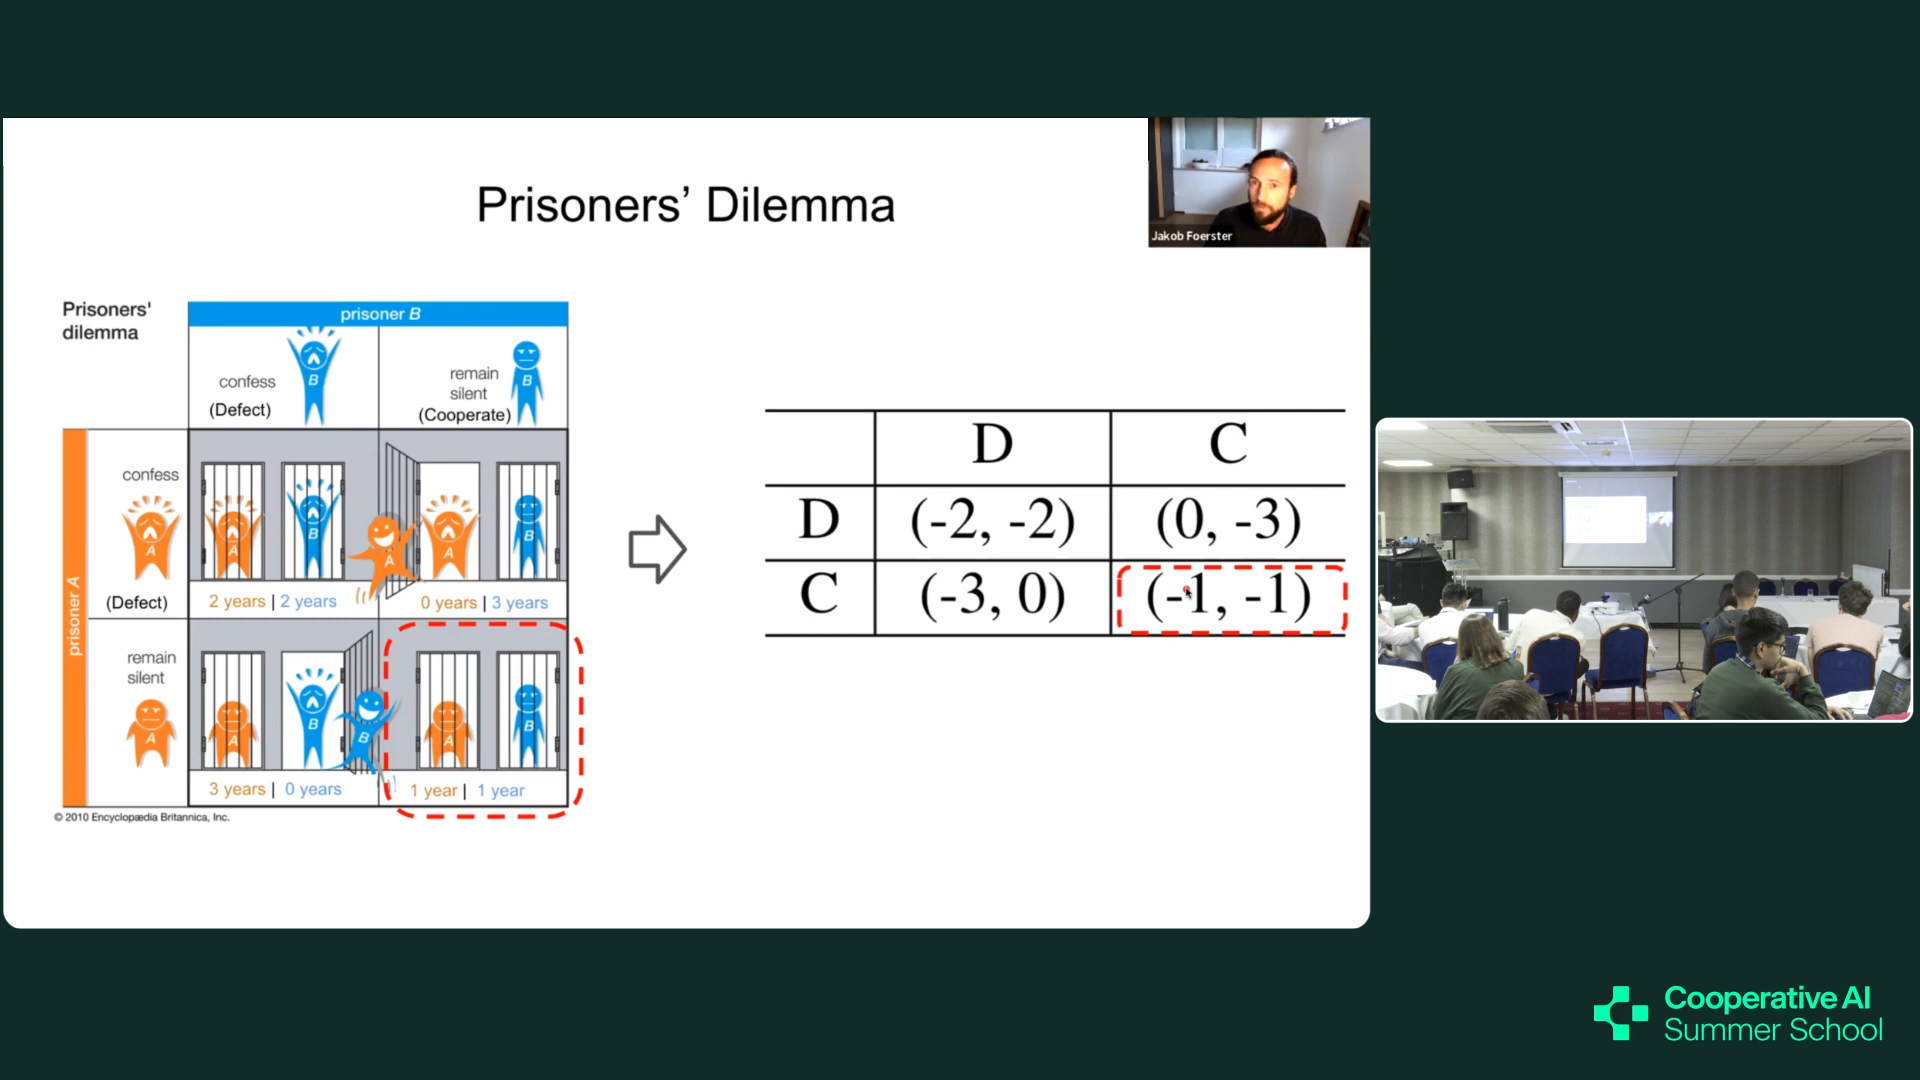 Prisoners’ Dilemma
Jakob Foerster
Prisoners'
dilemma
prisoner B
confess
(Defect)
B
remain
silent
(Cooperate)
B
prisoner A
confess
A
(Defect)
A
B
A
A
B
2 years | 2 years
0 years | 3 years
remain
silent
A
A
B
B
A
B
3 years | 0 years
1 year | 1 year
© 2010 Encyclopædia Britannica, Inc.
D
C
D
(-2, -2)
(0, -3)
C
(-3, 0)
(-1, -1)
Cooperative AI
Summer School